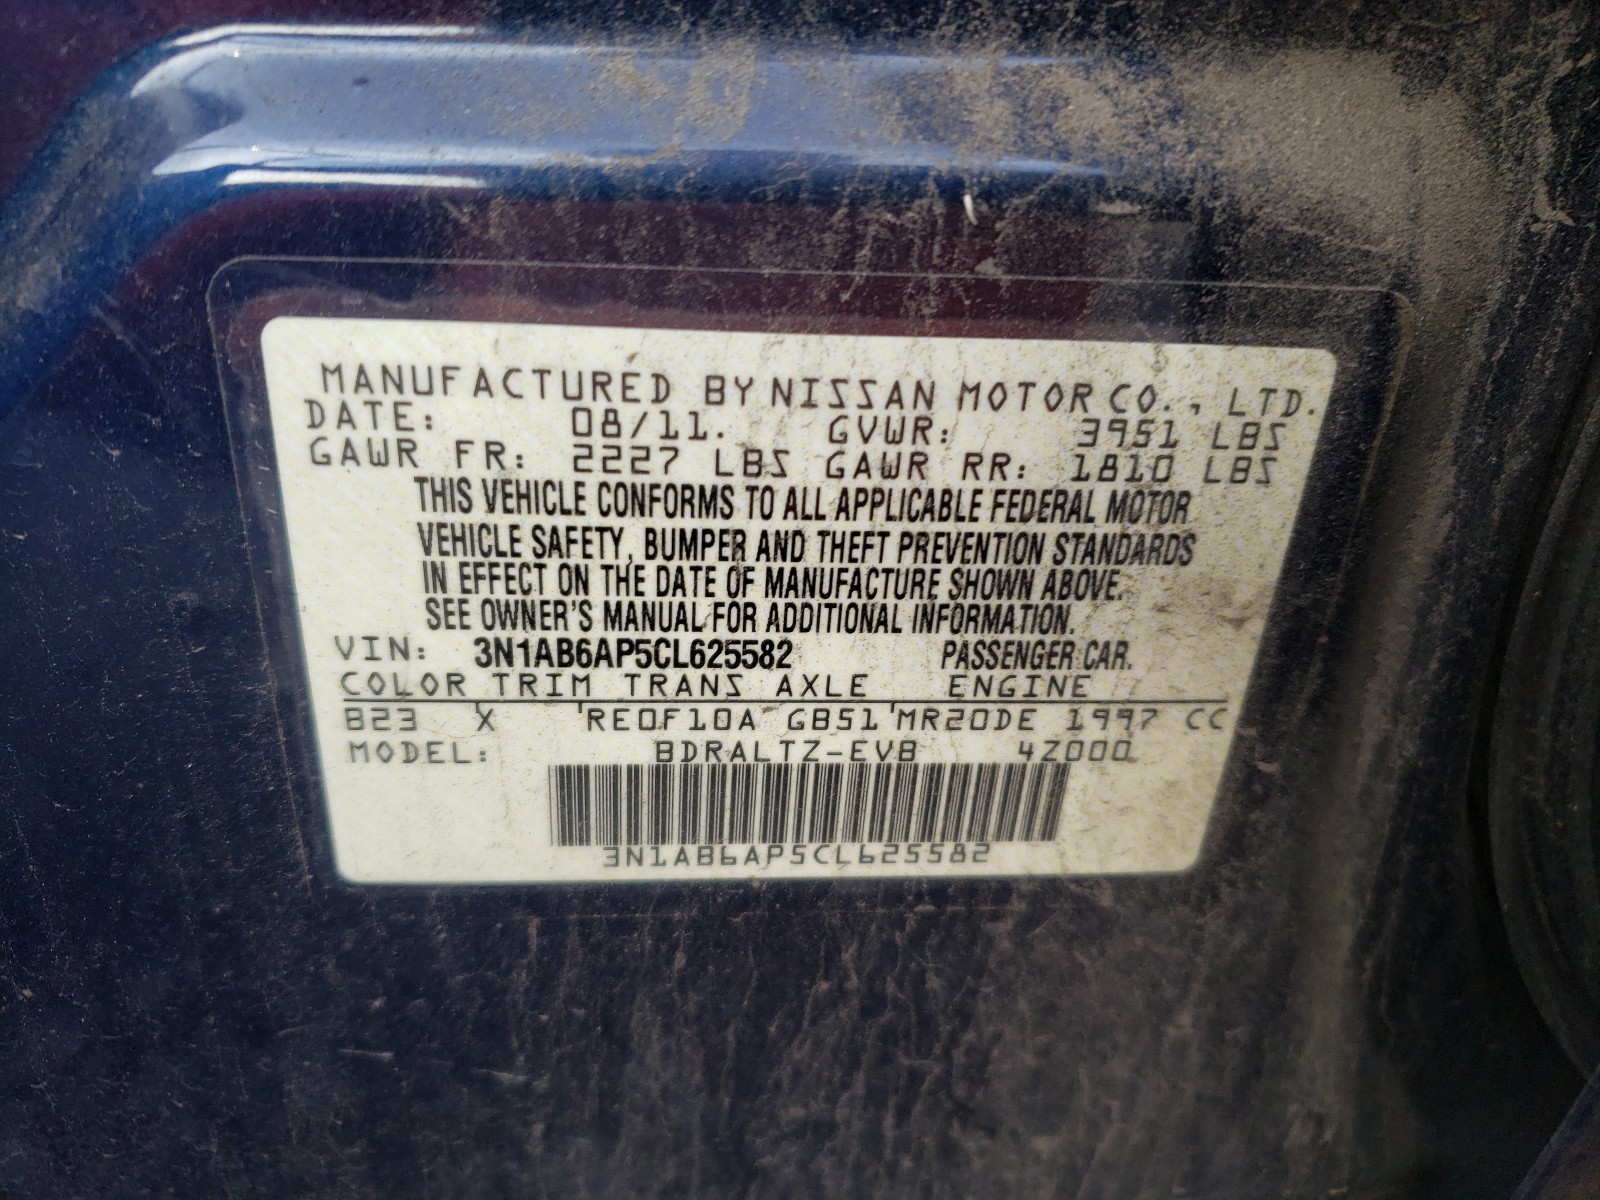 MANUFACTURED BY NISSAN MOTOR CO., LTD.
DATE: 08/11. GVWR: 3951 LBS
GAWR FR: 2227 LBS GAWR RR: 1810 LBS
THIS VEHICLE CONFORMS TO ALL APPLICABLE FEDERAL MOTOR
VEHICLE SAFETY, BUMPER AND THEFT PREVENTION STANDARDS
IN EFFECT ON THE DATE OF MANUFACTURE SHOWN ABOVE.
SEE OWNER'S MANUAL FOR ADDITIONAL INFORMATION.
VIN: 3N1AB6AP5CL625582 PASSENGER CAR.
COLOR TRIM TRANS AXLE ENGINE
B23 X RE0F10A GB51 MR20DE 1997 CC
MODEL: BDRALTZ-EVB 4Z000
3N1AB6AP5CL625582